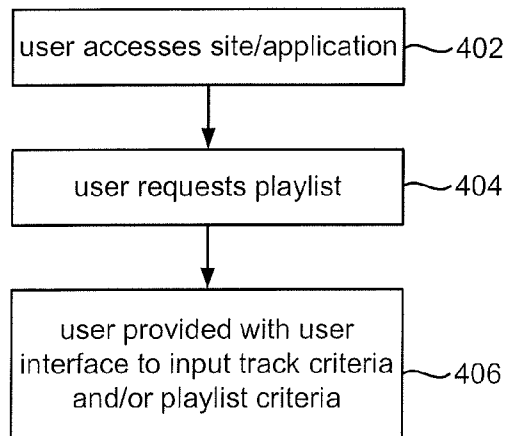 user accesses site/application 402
user requests playlist 404
user provided with user
interface to input track criteria
and/or playlist criteria 406